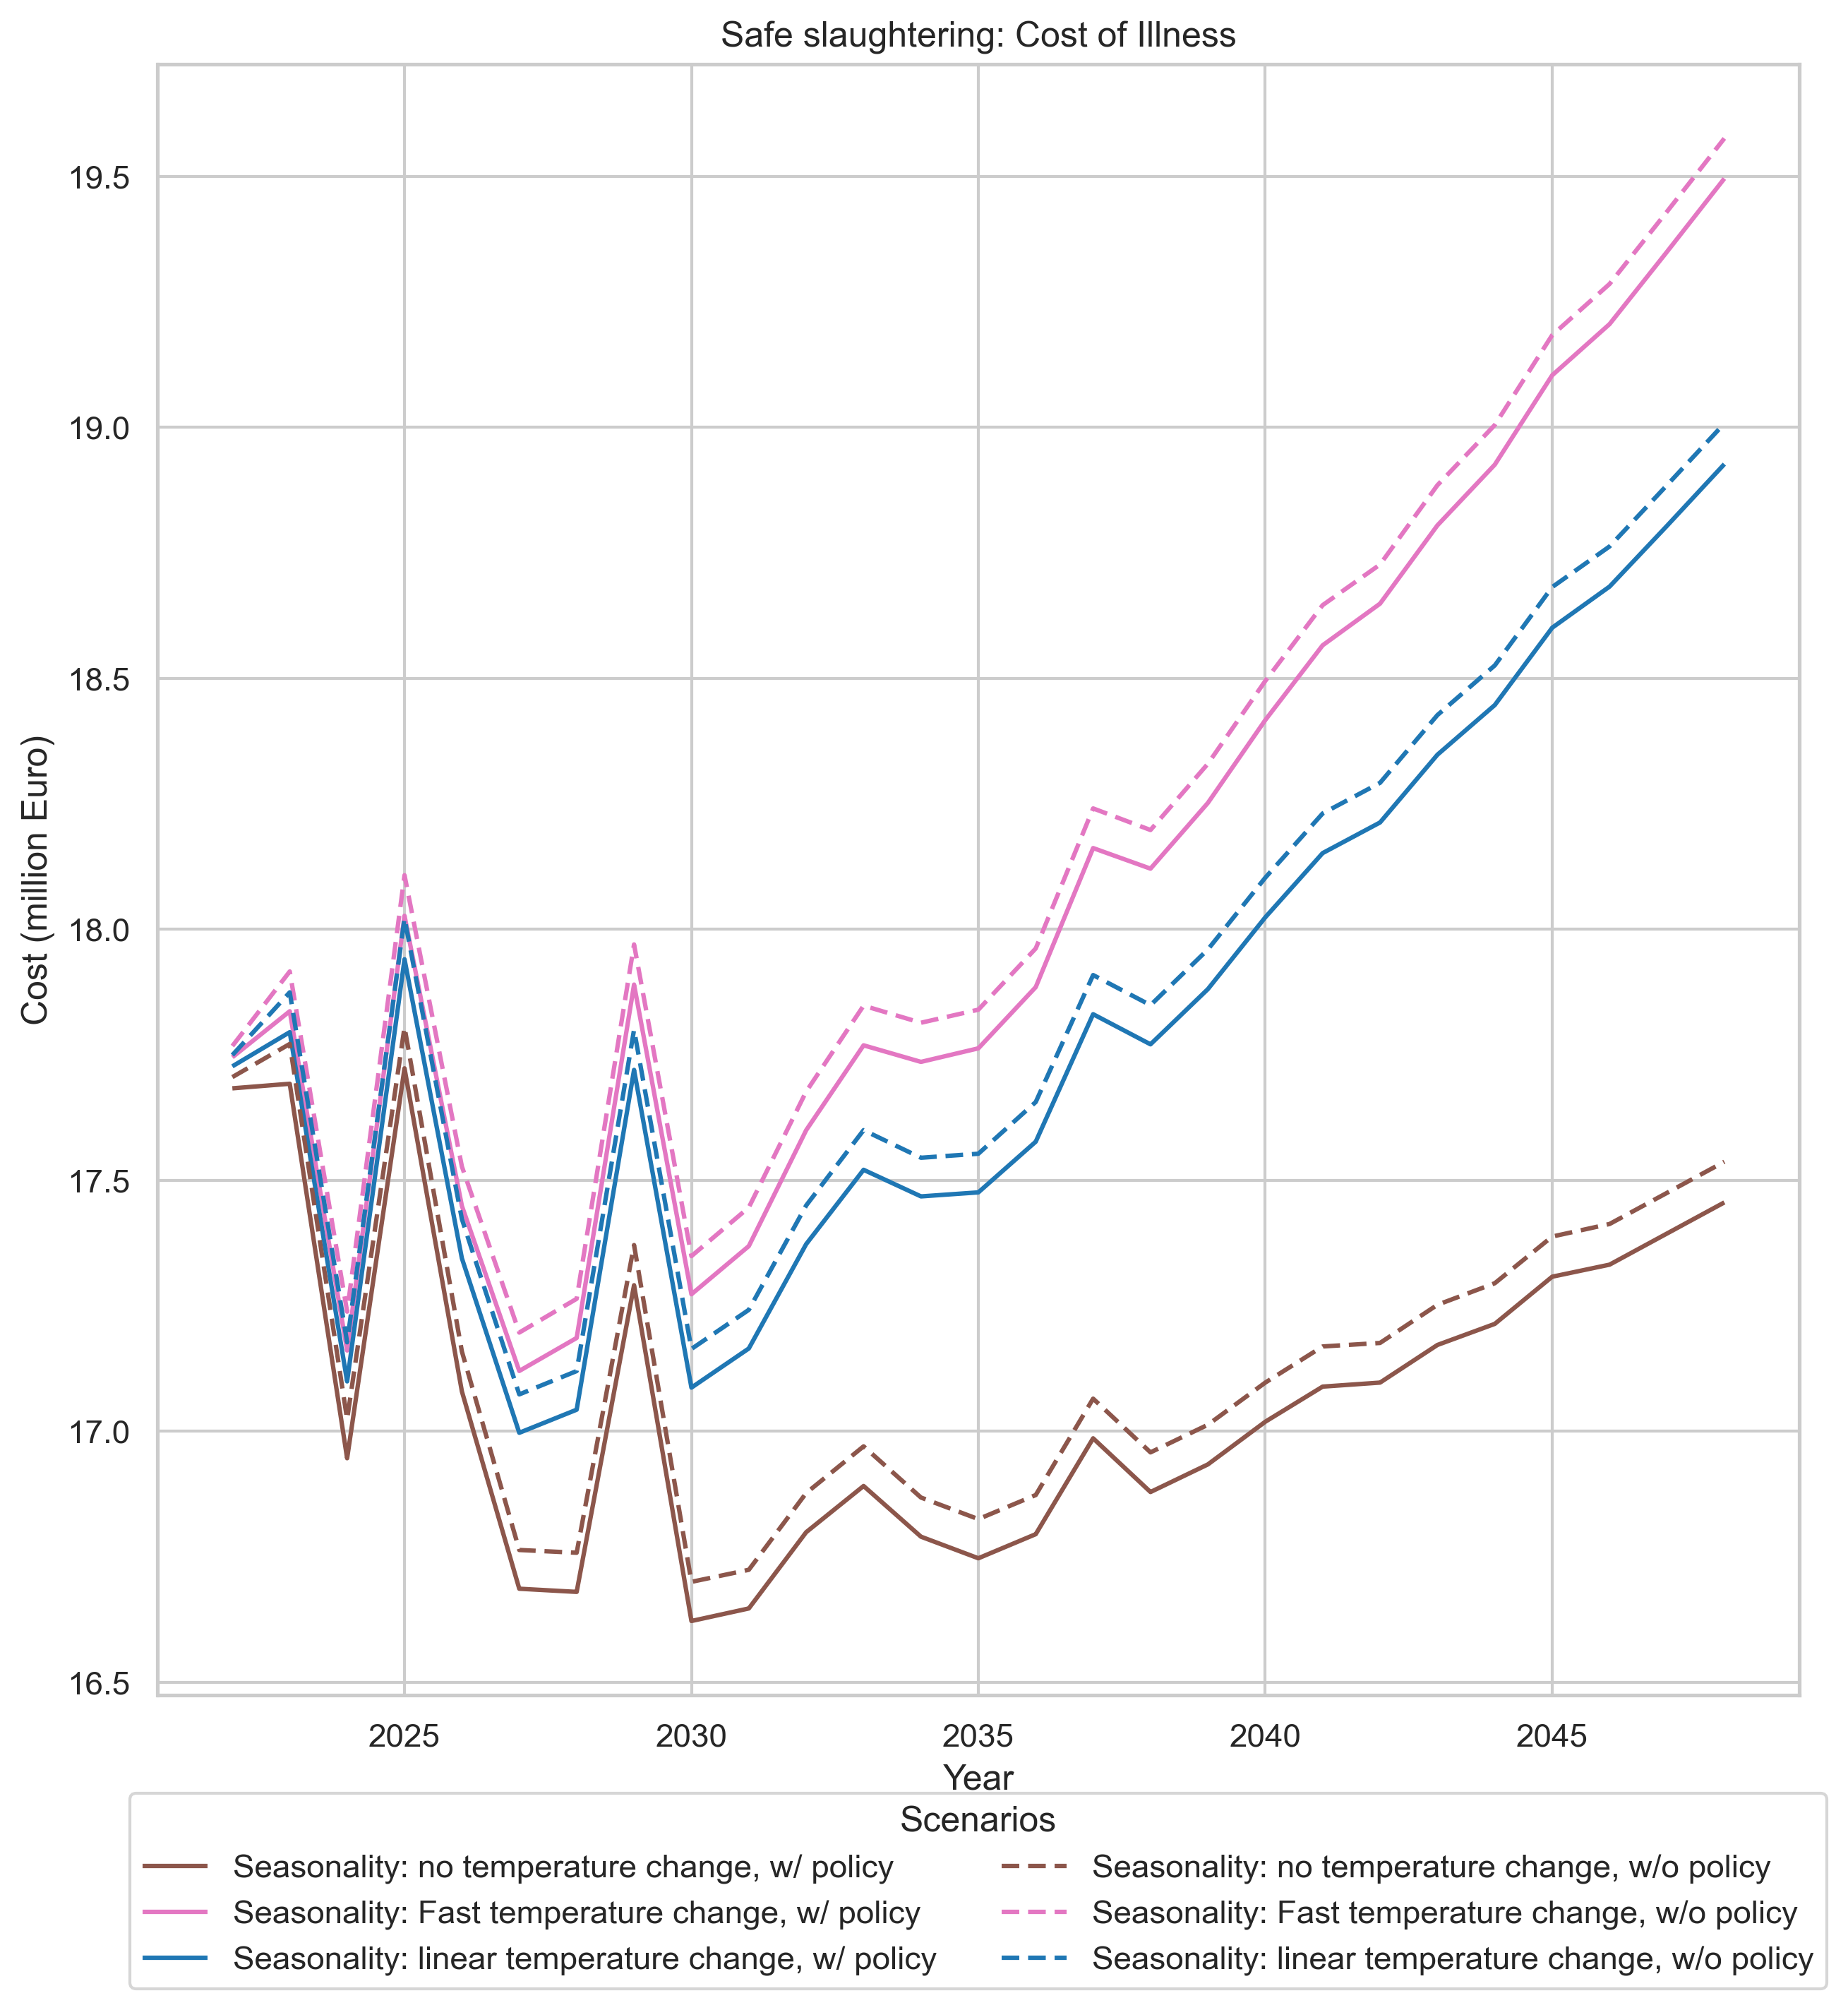 Safe slaughtering: Cost of Illness
19.5
19.0
18.5
18.0
17.5
17.0
16.5
Cost (million Euro)
2025 2030 2035 2040 2045
Year
Scenarios
Seasonality: no temperature change, w/ policy
Seasonality: Fast temperature change, w/ policy
Seasonality: linear temperature change, w/ policy
Seasonality: no temperature change, w/o policy
Seasonality: Fast temperature change, w/o policy
Seasonality: linear temperature change, w/o policy